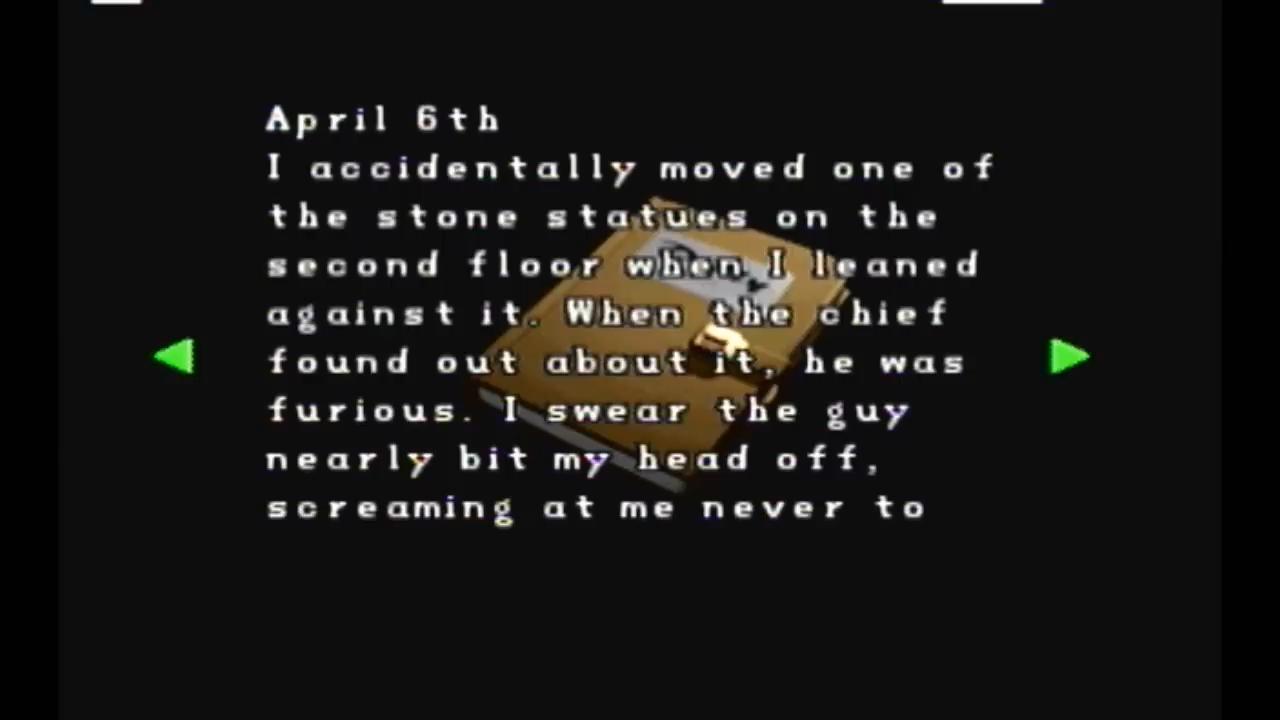 April 6th
I accidentally moved one of
the stone statues on the
second floor when I leaned
against it. When the chief
found out about it, he was
furious. I swear the guy
nearly bit my head off,
screaming at me never to